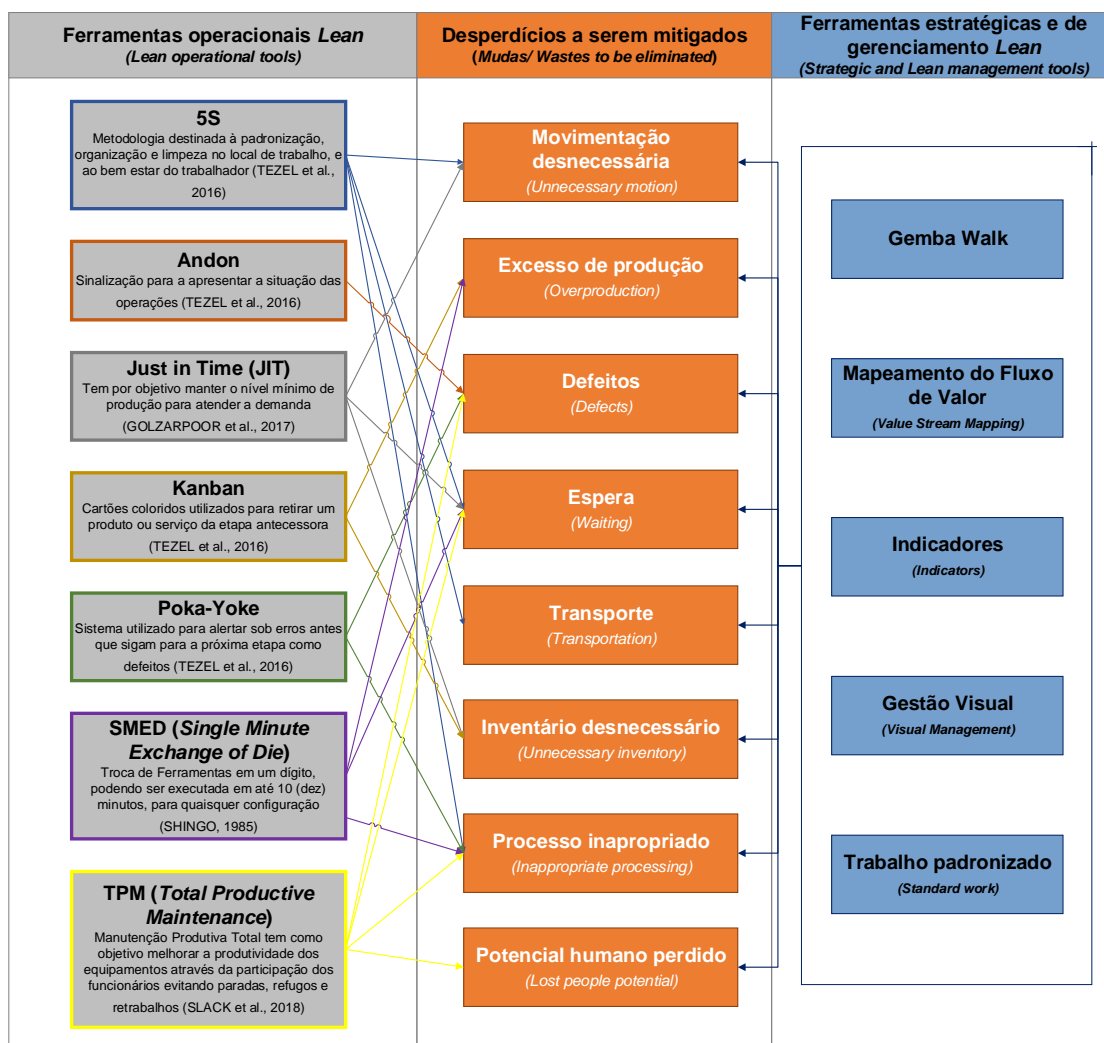 Ferramentas operacionais Lean
(Lean operational tools)
Desperdícios a serem mitigados
(Mudas/ Wastes to be eliminated)
Ferramentas estratégicas e de
gerenciamento Lean
(Strategic and Lean management tools)
5S
Metodologia destinada à padronização,
organização e limpeza no local de trabalho, e
ao bem estar do trabalhador (TEZEL et al.,
2016)
Andon
Sinalização para a apresentar a situação das
operações (TEZEL et al., 2016)
Just in Time (JIT)
Tem por objetivo manter o nível mínimo de
produção para atender a demanda
(GOLZARPOOR et al., 2017)
Kanban
Cartões coloridos utilizados para retirar um
produto ou serviço da etapa antecessora
(TEZEL et al., 2016)
Poka-Yoke
Sistema utilizado para alertar sob erros antes
que sigam para a próxima etapa como
defeitos (TEZEL et al., 2016)
SMED (Single Minute
Exchange of Die)
Troca de Ferramentas em um dígito,
podendo ser executada em até 10 (dez)
minutos, para quaisquer configuração
(SHINGO, 1985)
TPM (Total Productive
Maintenance)
Manutenção Produtiva Total tem como
objetivo melhorar a produtividade dos
equipamentos através da participação dos
funcionários evitando paradas, refugos e
retrabalhos (SLACK et al., 2018)
Movimentação
desnecessária
(Unnecessary motion)
Excesso de produção
(Overproduction)
Defeitos
(Defects)
Espera
(Waiting)
Transporte
(Transportation)
Inventário desnecessário
(Unnecessary inventory)
Processo inapropriado
(Inappropriate processing)
Potencial humano perdido
(Lost people potential)
Gemba Walk
Mapeamento do Fluxo
de Valor
(Value Stream Mapping)
Indicadores
(Indicators)
Gestão Visual
(Visual Management)
Trabalho padronizado
(Standard work)